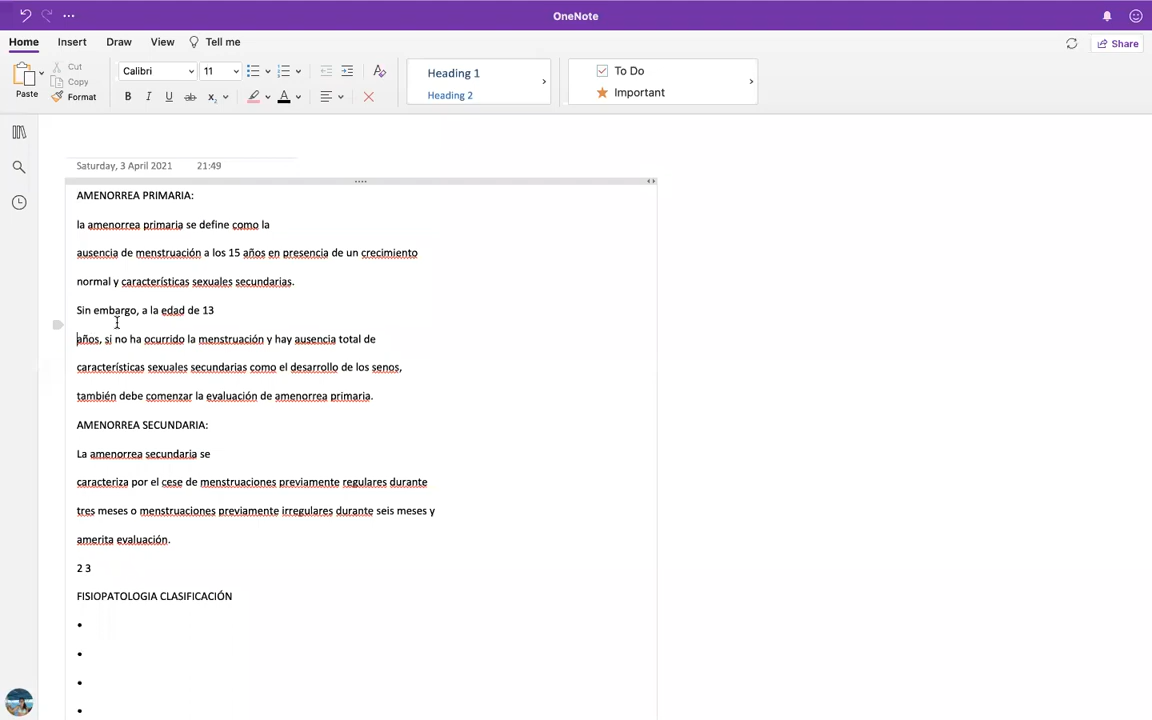 OneNote
Home Insert Draw View Tell me
Share
Paste
Cut
Copy
Format
Calibri 11
B I U ab x₂ A
Heading 1
Heading 2
To Do
Important
Saturday, 3 April 2021 21:49
AMENORREA PRIMARIA:
la amenorrea primaria se define como la
ausencia de menstruación a los 15 años en presencia de un crecimiento
normal y características sexuales secundarias.
Sin embargo, a la edad de 13
años, si no ha ocurrido la menstruación y hay ausencia total de
características sexuales secundarias como el desarrollo de los senos,
también debe comenzar la evaluación de amenorrea primaria.
AMENORREA SECUNDARIA:
La amenorrea secundaria se
caracteriza por el cese de menstruaciones previamente regulares durante
tres meses o menstruaciones previamente irregulares durante seis meses y
amerita evaluación.
2 3
FISIOPATOLOGIA CLASIFICACIÓN
•
•
•
•